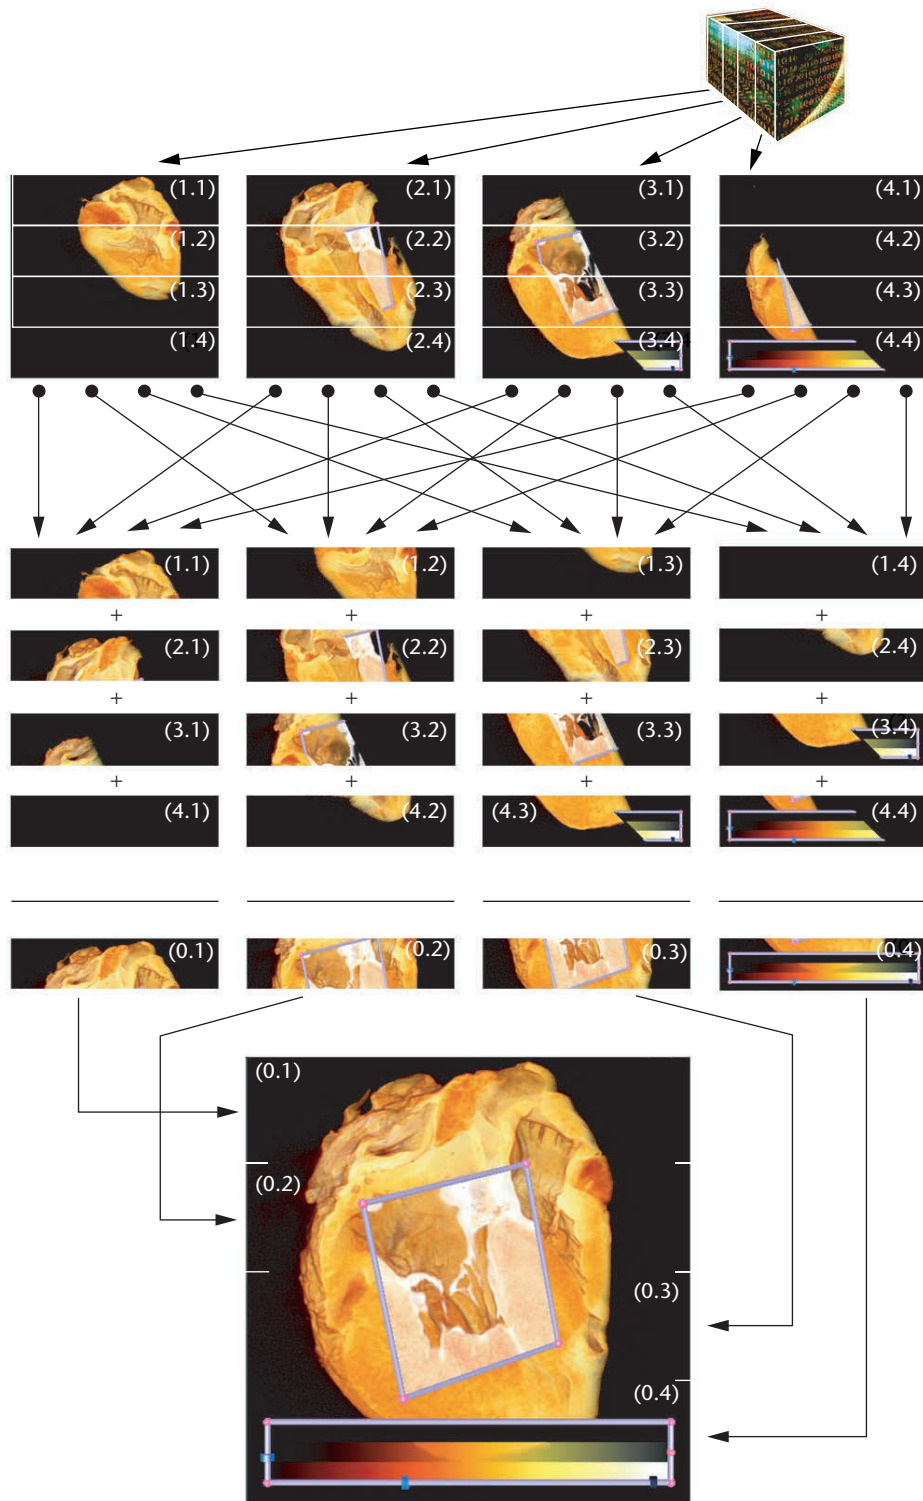 (1.1) (2.1) (3.1) (4.1)
(1.2) (2.2) (3.2) (4.2)
(1.3) (2.3) (3.3) (4.3)
(1.4) (2.4) (3.4) (4.4)
(1.1) (1.2) (1.3) (1.4)
+ + + +
(2.1) (2.2) (2.3) (2.4)
+ + + +
(3.1) (3.2) (3.3) (3.4)
+ + + +
(4.1) (4.2) (4.3) (4.4)
(0.1) (0.2) (0.3) (0.4)
(0.1)
(0.2)
(0.3)
(0.4)